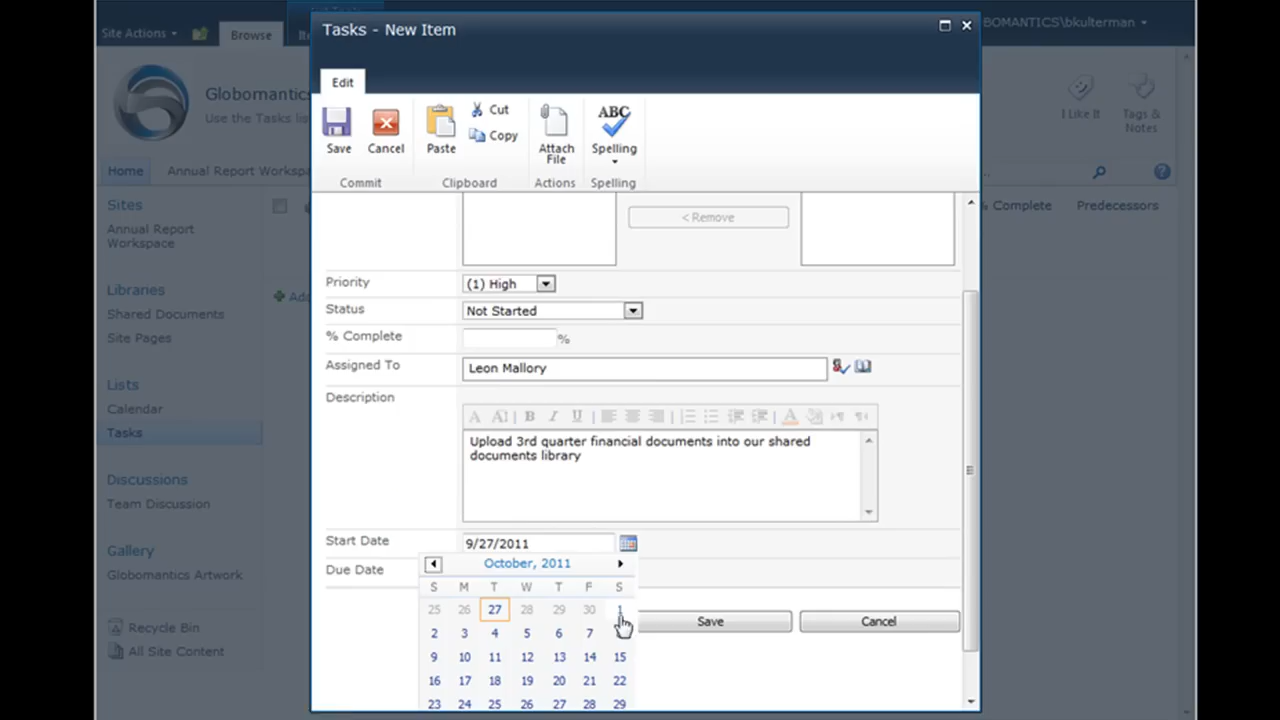 Tasks - New Item
Site Actions
Browse
BOMANTICS\bkulterman
Edit
Globomantics
Use the Tasks lis
Save
Cancel
Paste
Cut
Copy
Attach File
ABC
Spelling
I Like It
Tags & Notes
Commit
Clipboard
Actions
Spelling
Home
Annual Report Workspa
Sites
Annual Report Workspace
Libraries
Shared Documents
Site Pages
Lists
Calendar
Tasks
Discussions
Team Discussion
Gallery
Globomantics Artwork
Recycle Bin
All Site Content
Add
% Complete
Predecessors
< Remove
Priority
(1) High
Status
Not Started
% Complete
%
Assigned To
Leon Mallory
Description
Upload 3rd quarter financial documents into our shared
documents library
Start Date
9/27/2011
Due Date
October, 2011
S M T W T F S
25 26 27 28 29 30 1
2 3 4 5 6 7
9 10 11 12 13 14 15
16 17 18 19 20 21 22
23 24 25 26 27 28 29
Save
Cancel